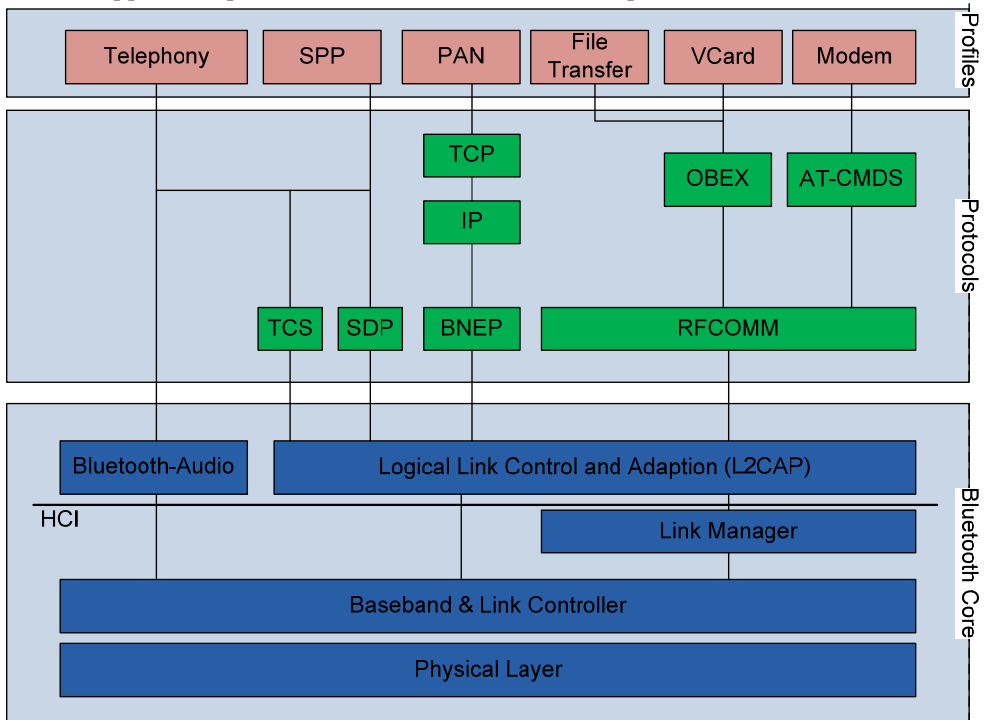 Profiles
Telephony
SPP
PAN
File
Transfer
VCard
Modem
Protocols
TCP
OBEX
AT-CMDS
IP
TCS
SDP
BNEP
RFCOMM
Bluetooth Core
Bluetooth-Audio
Logical Link Control and Adaption (L2CAP)
HCI
Link Manager
Baseband & Link Controller
Physical Layer